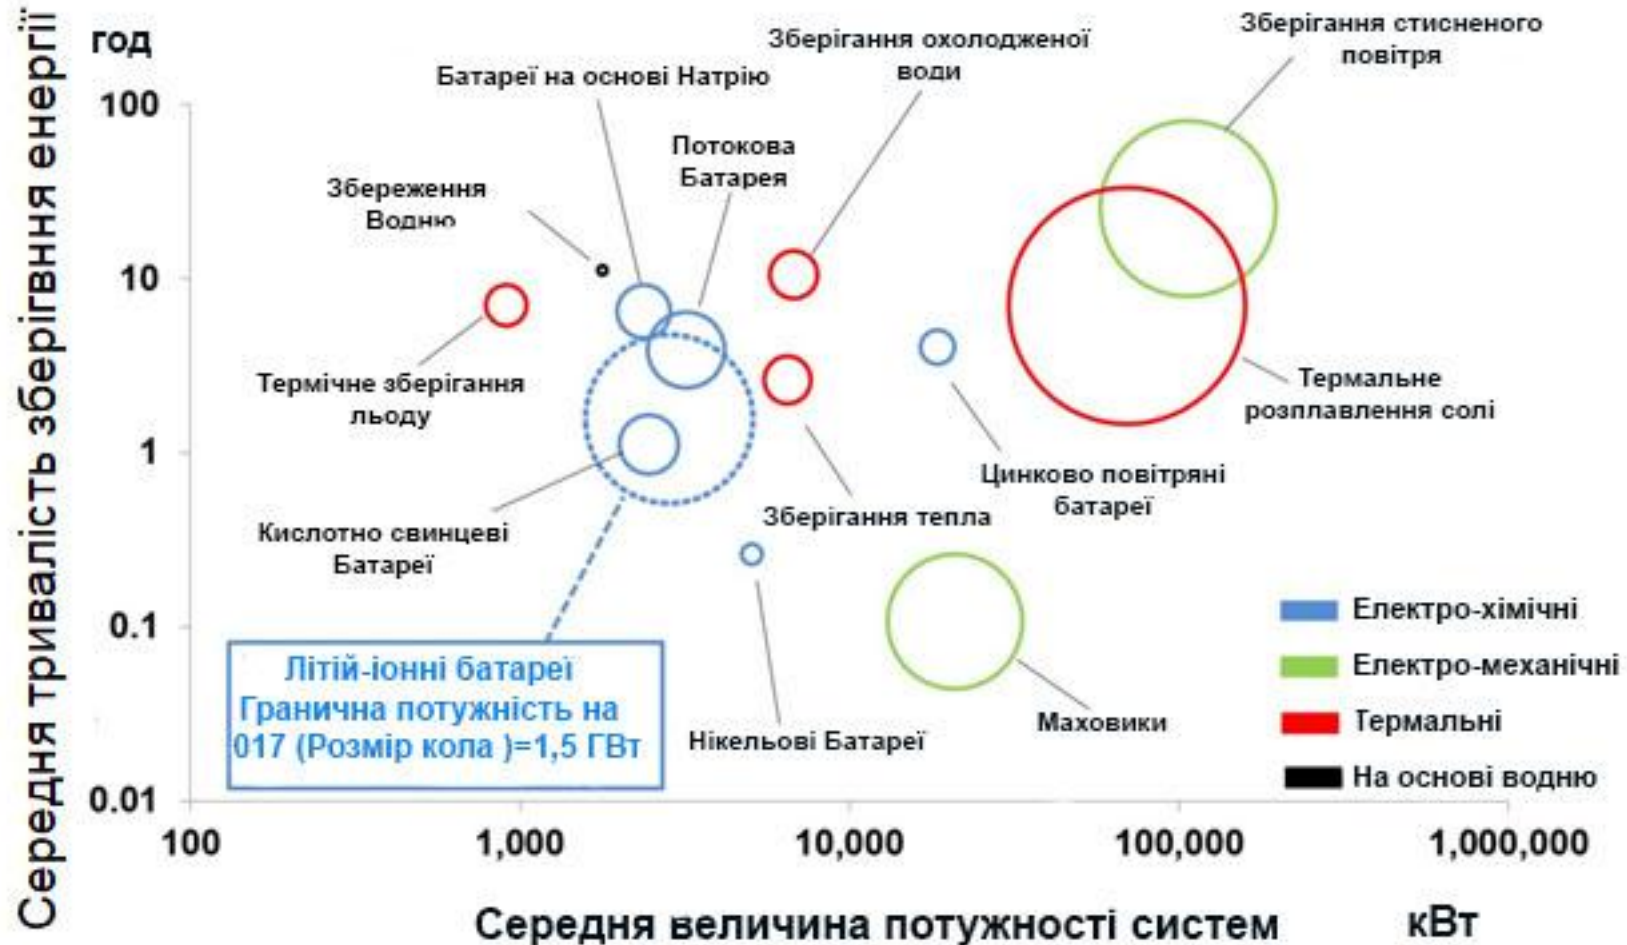 Середня тривалість зберігвння енергії
год
100
10
1
0.1
0.01
100
1,000
10,000
100,000
1,000,000
Середня величина потужності систем
кВт
Батареї на основі Натрію
Зберігання охолодженої
води
Зберігання стисненого
повітря
Потокова
Батарея
Збереження
Водню
Термічне зберігання
льоду
Термальне
розплавлення солі
Цинково повітряні
батареї
Зберігання тепла
Кислотно свинцеві
Батареї
Літій-іонні батареї
Гранична потужність на
017 (Розмір кола )=1,5 ГВт
Нікельові Батареї
Маховики
Електро-хімічні
Електро-механічні
Термальні
На основі водню